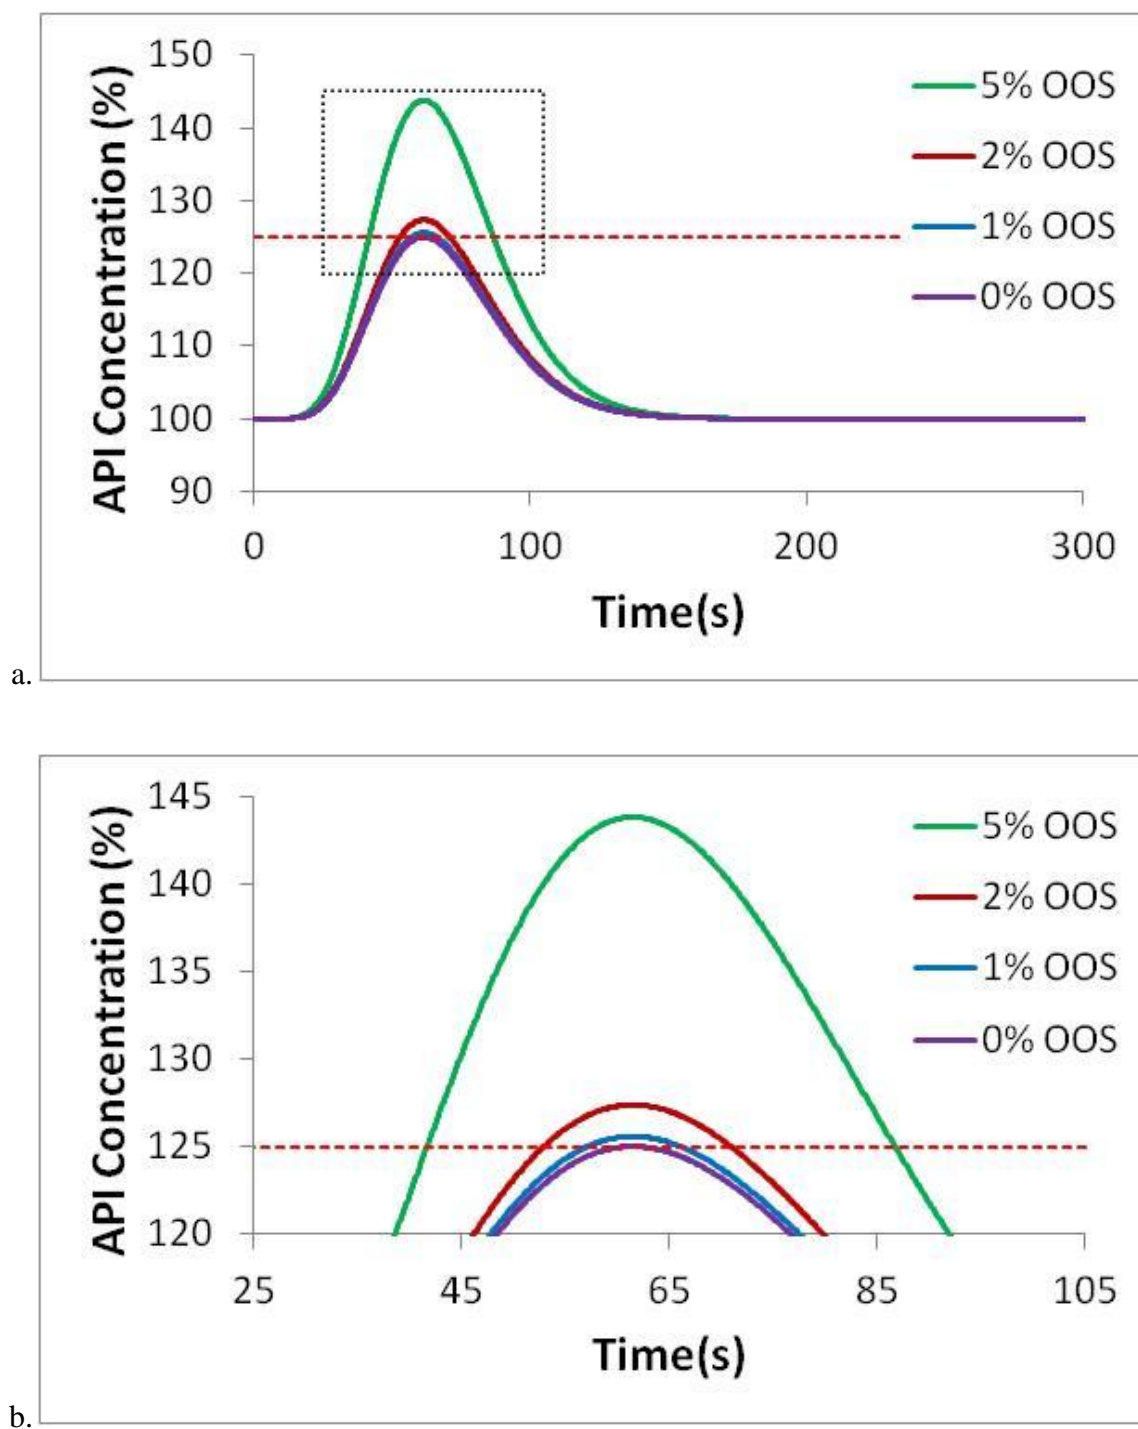 150
140
130
120
110
100
90
API Concentration (%)
5% OOS
2% OOS
1% OOS
0% OOS
0 100 200 300
Time(s)
a.
145
140
135
130
125
120
API Concentration (%)
5% OOS
2% OOS
1% OOS
0% OOS
25 45 65 85 105
Time(s)
b.